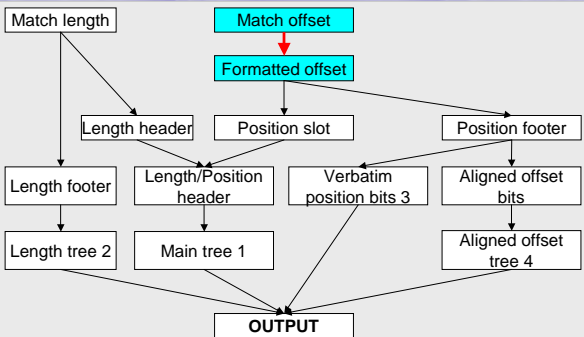 Match length
Match offset
Formatted offset
Length header
Position slot
Position footer
Length footer
Length/Position
header
Verbatim
position bits 3
Aligned offset
bits
Length tree 2
Main tree 1
Aligned offset
tree 4
OUTPUT